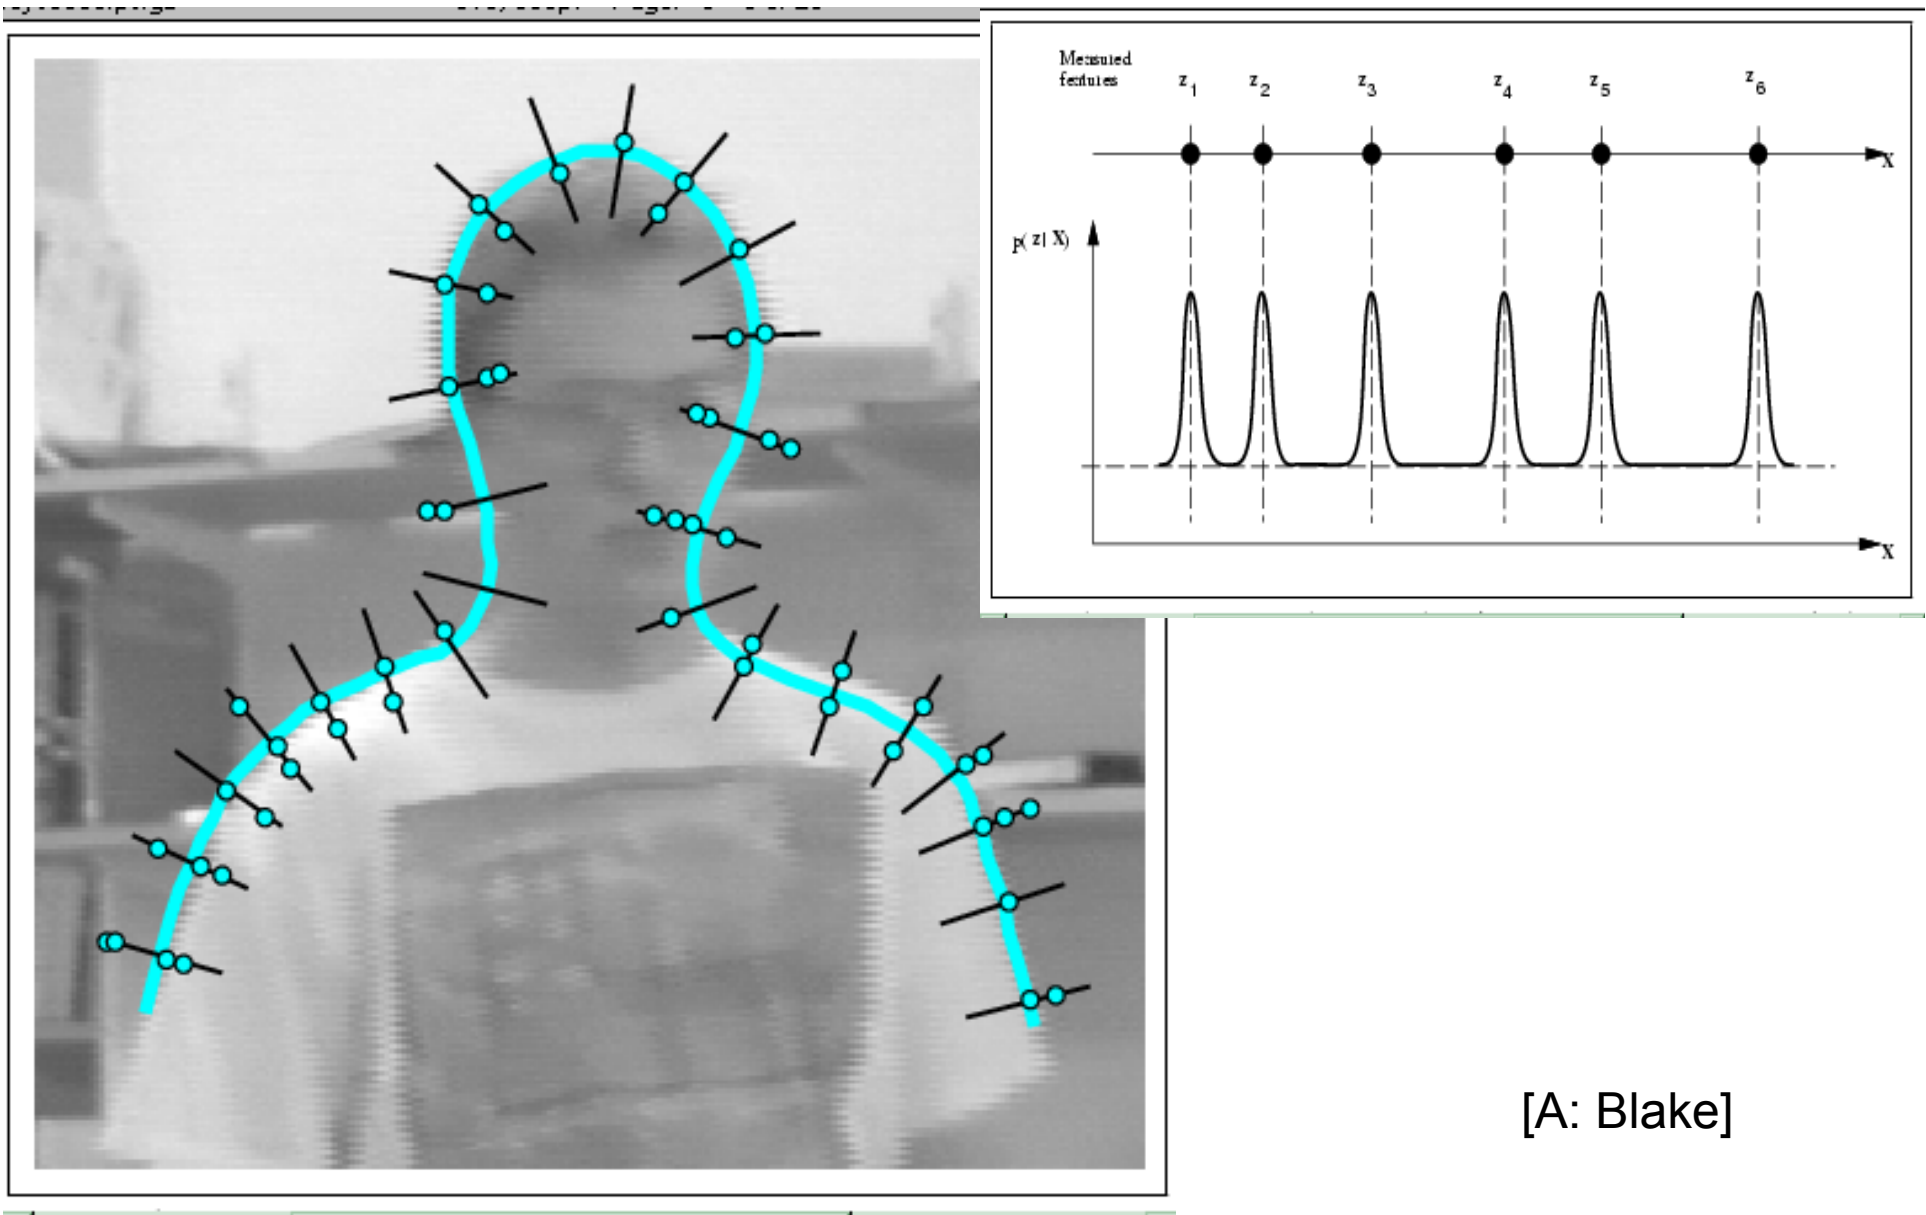 Measured
features
z1 z2 z3 z4 z5 z6
X
p( z | X)
X
[A: Blake]